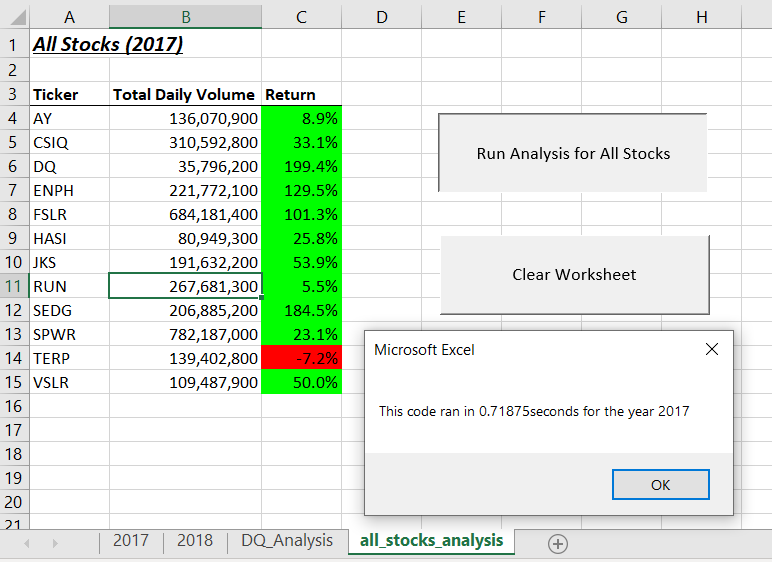 A B C D E F G H
1 All Stocks (2017)
2
3 Ticker Total Daily Volume Return
4 AY 136,070,900 8.9%
5 CSIQ 310,592,800 33.1%
6 DQ 35,796,200 199.4%
7 ENPH 221,772,100 129.5%
8 FSLR 684,181,400 101.3%
9 HASI 80,949,300 25.8%
10 JKS 191,632,200 53.9%
11 RUN 267,681,300 5.5%
12 SEDG 206,885,200 184.5%
13 SPWR 782,187,000 23.1%
14 TERP 139,402,800 -7.2%
15 VSLR 109,487,900 50.0%
16
17
18
19
20
21
Run Analysis for All Stocks
Clear Worksheet
Microsoft Excel
This code ran in 0.71875seconds for the year 2017
OK
2017 2018 DQ_Analysis all_stocks_analysis